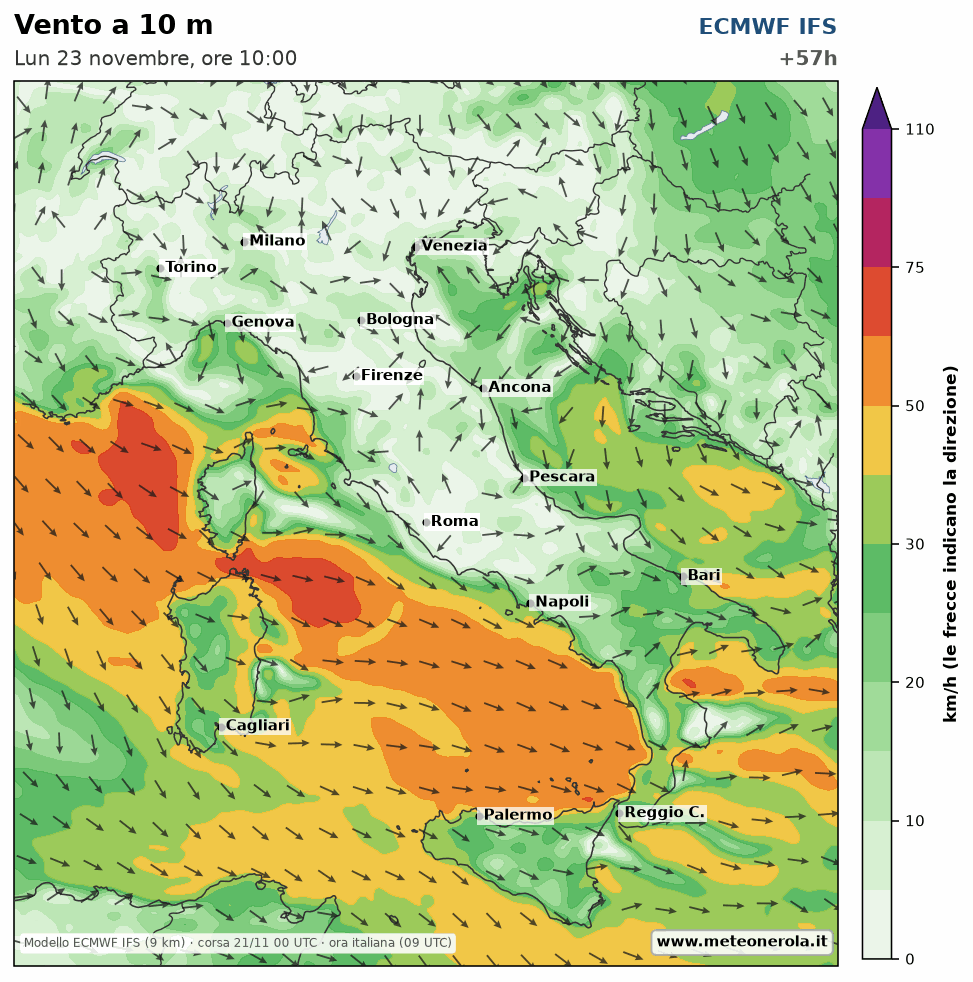 Vento a 10 m
ECMWF IFS
Lun 23 novembre, ore 10:00
+57h
110
75
50
30
20
10
0
km/h (le frecce indicano la direzione)
Milano
Venezia
Torino
Genova
Bologna
Firenze
Ancona
Pescara
Roma
Bari
Napoli
Cagliari
Palermo
Reggio C.
Modello ECMWF IFS (9 km) · corsa 21/11 00 UTC · ora italiana (09 UTC)
www.meteonerola.it